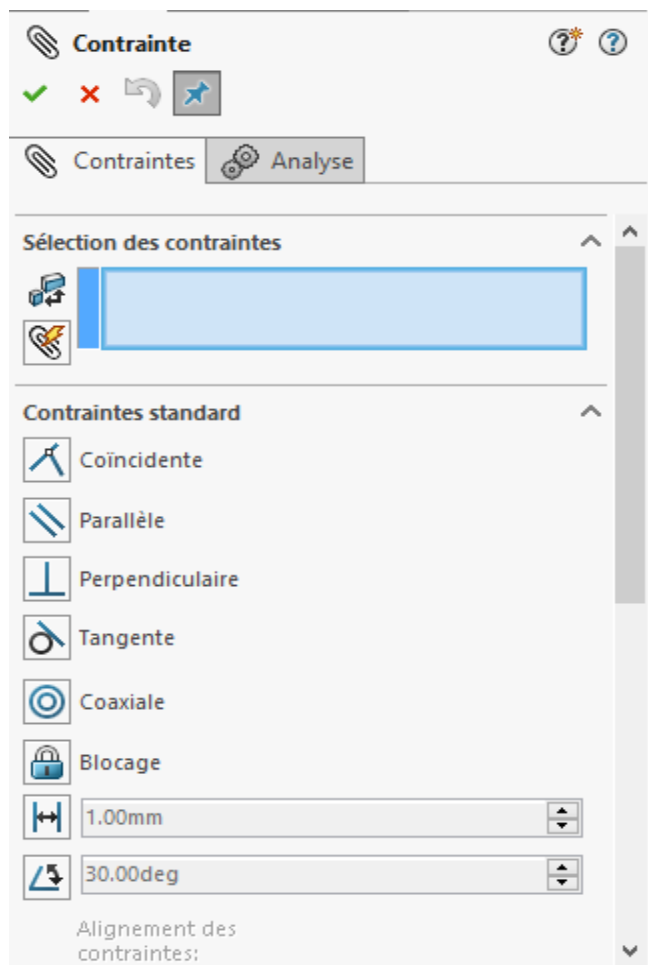 Contrainte
Contraintes
Analyse
Sélection des contraintes
Contraintes standard
Coïncidente
Parallèle
Perpendiculaire
Tangente
Coaxiale
Blocage
1.00mm
30.00deg
Alignement des
contraintes: